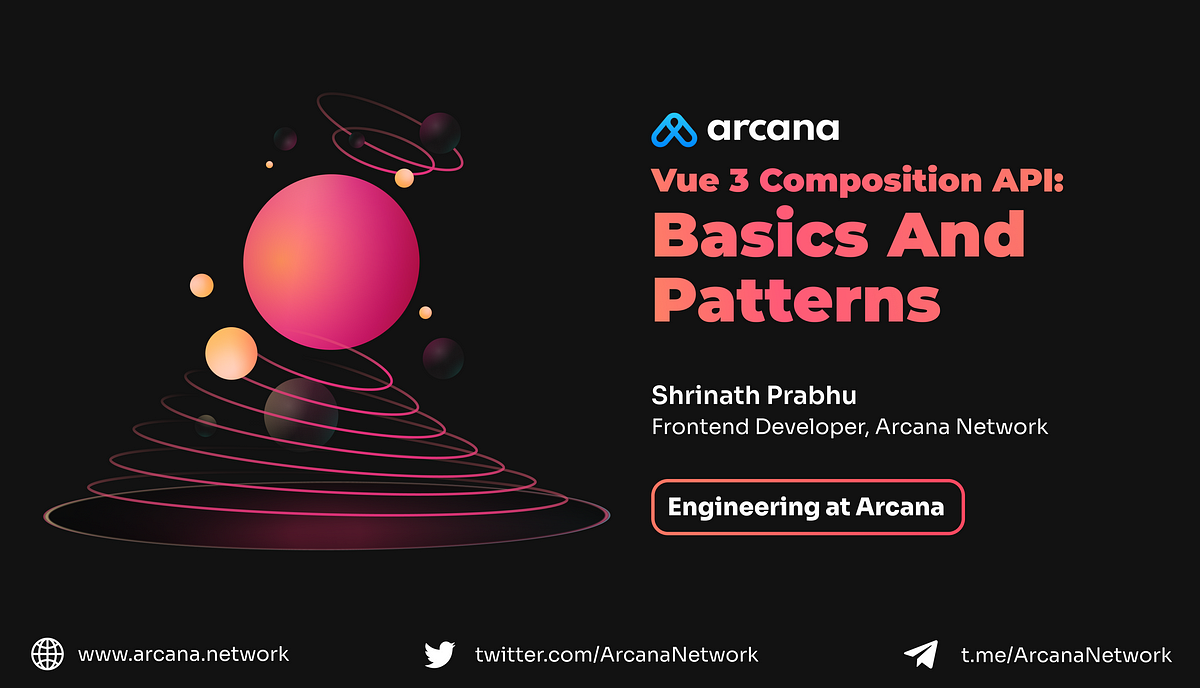 arcana
Vue 3 Composition API:
Basics And
Patterns
Shrinath Prabhu
Frontend Developer, Arcana Network
Engineering at Arcana
www.arcana.network
twitter.com/ArcanaNetwork
t.me/ArcanaNetwork